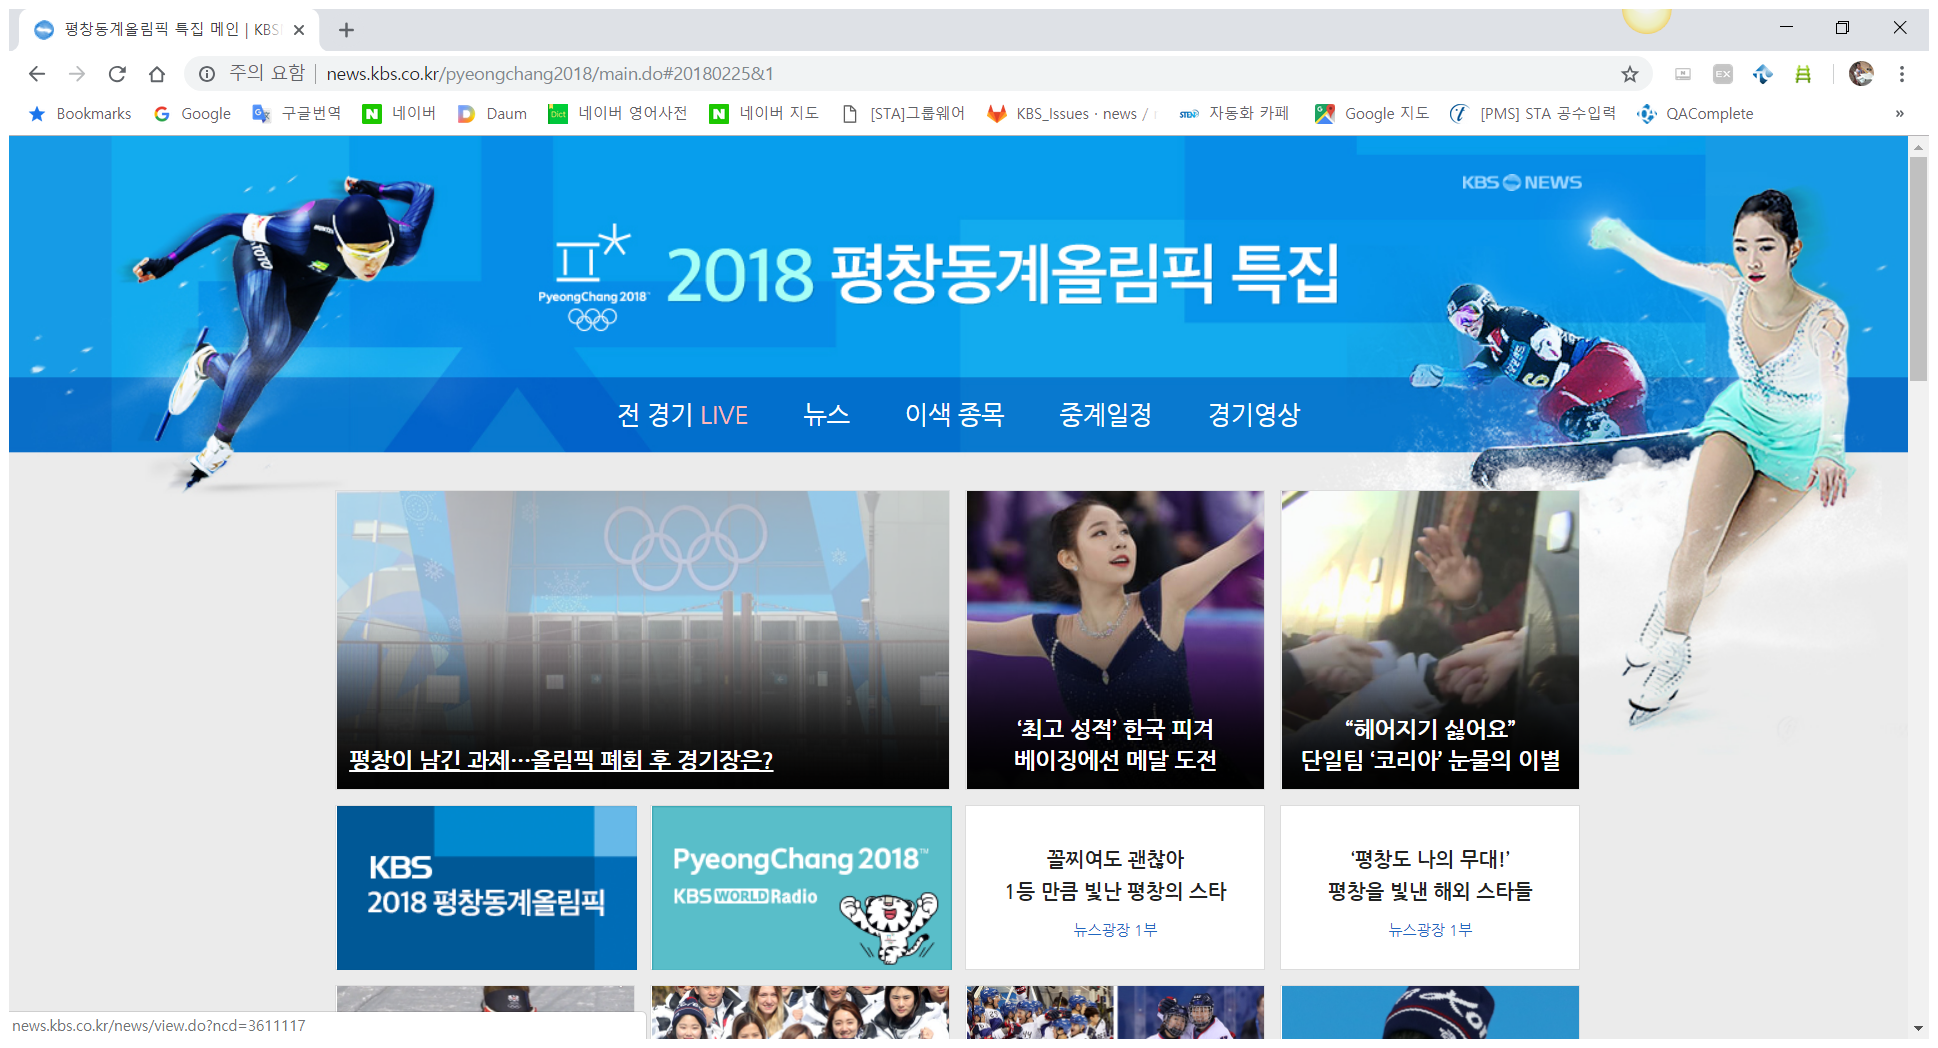 평창동계올림픽 특집 메인 | KBS
주의 요함 | news.kbs.co.kr/pyeongchang2018/main.do#20180225&1
Bookmarks Google 구글번역 네이버 Daum 네이버 영어사전 네이버 지도 [STA]그룹웨어 KBS_Issues · news / 자동화 카페 Google 지도 [PMS] STA 공수입력 QAComplete »
KBS NEWS
PyeongChang 2018™
2018 평창동계올림픽 특집
전 경기 LIVE 뉴스 이색 종목 중계일정 경기영상
평창이 남긴 과제…올림픽 폐회 후 경기장은?
‘최고 성적’ 한국 피겨
베이징에선 메달 도전
“헤어지기 싫어요”
단일팀 ‘코리아’ 눈물의 이별
KBS
2018 평창동계올림픽
PyeongChang 2018™
KBS WORLD Radio
꼴찌여도 괜찮아
1등 만큼 빛난 평창의 스타
뉴스광장 1부
‘평창도 나의 무대!’
평창을 빛낸 해외 스타들
뉴스광장 1부
news.kbs.co.kr/news/view.do?ncd=3611117